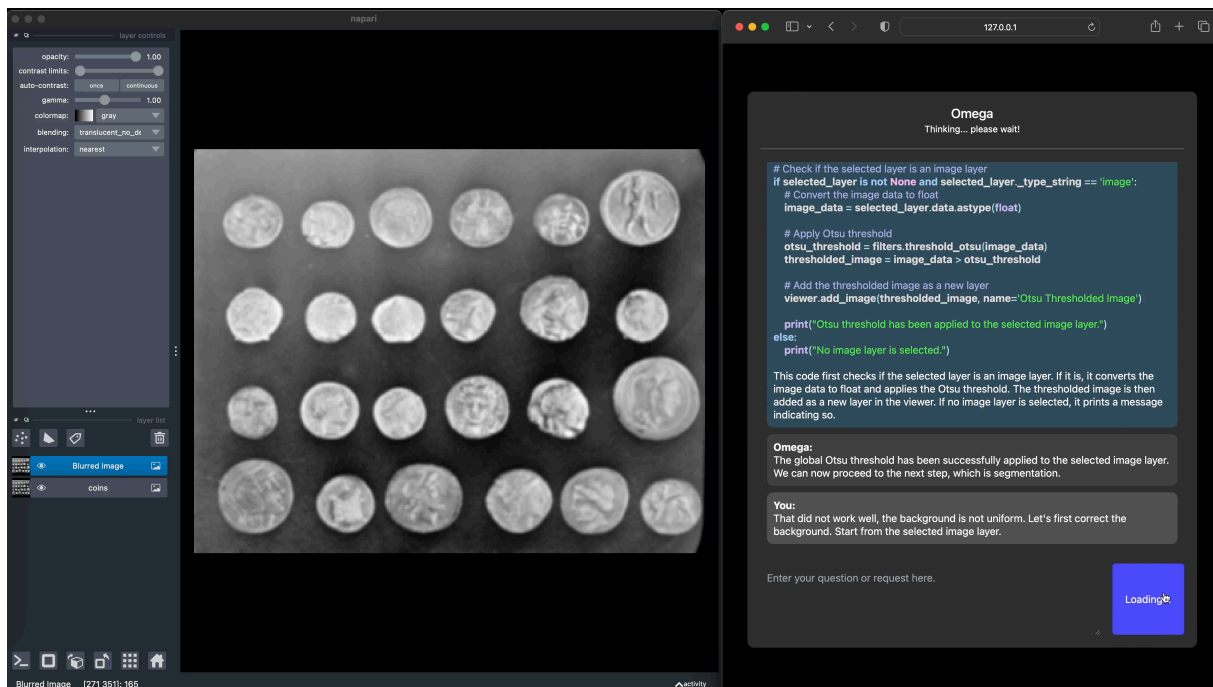 napari
layer controls
opacity: 1.00
contrast limits:
auto-contrast: once continuous
gamma: 1.00
colormap: gray
blending: translucent_no_de
interpolation: nearest
layer list
Blurred Image
coins
Blurred Image [271 351]: 165
activity
127.0.0.1
Omega
Thinking... please wait!
# Check if the selected layer is an image layer
if selected_layer is not None and selected_layer._type_string == 'image':
# Convert the image data to float
image_data = selected_layer.data.astype(float)
# Apply Otsu threshold
otsu_threshold = filters.threshold_otsu(image_data)
thresholded_image = image_data > otsu_threshold
# Add the thresholded image as a new layer
viewer.add_image(thresholded_image, name='Otsu Thresholded Image')
print("Otsu threshold has been applied to the selected image layer.")
else:
print("No image layer is selected.")
This code first checks if the selected layer is an image layer. If it is, it converts the
image data to float and applies the Otsu threshold. The thresholded image is then
added as a new layer in the viewer. If no image layer is selected, it prints a message
indicating so.
Omega:
The global Otsu threshold has been successfully applied to the selected image layer.
We can now proceed to the next step, which is segmentation.
You:
That did not work well, the background is not uniform. Let's first correct the
background. Start from the selected image layer.
Enter your question or request here.
Loading